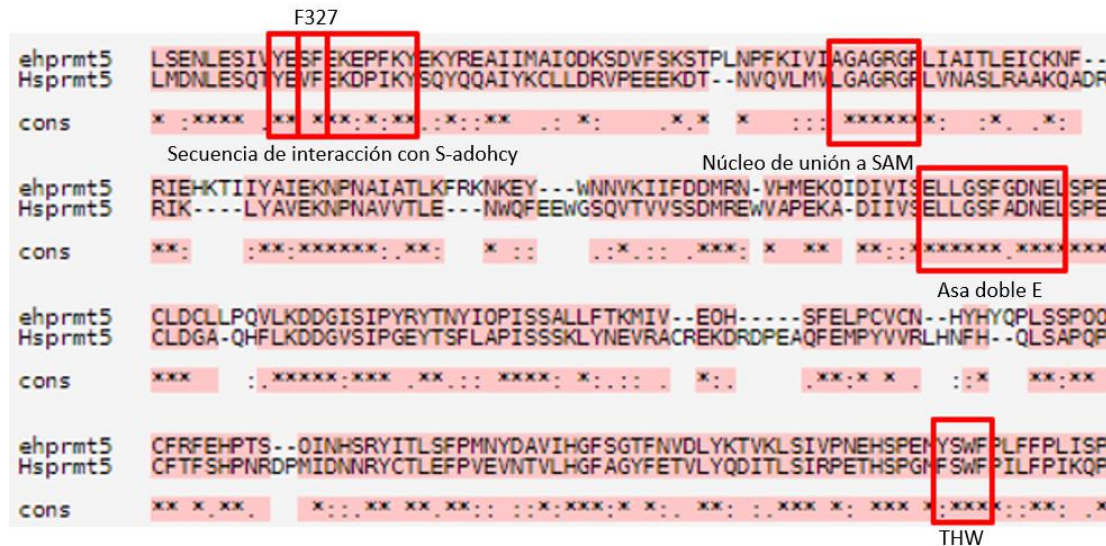 F327
ehprmt5 LSENLESIVYESFEKEPFKYEKYREAIIMAIODKSDVFSKSTPLNPFKIVIAGAGRGPLIAITLEICKNF--
Hsprmt5 LMDNLESQTYEVFEKDPIKYSQYQQAIYKCLLDRVPEEEKDT--NVQVLMVLGAGRGPLVNASLRAAKQADR
cons * :**** .** ***:*:**.:*::** .: *: .*.* * ::: *******: :*. .*:
Secuencia de interacción con S-adohcy
Núcleo de unión a SAM
ehprmt5 RIEHKTIIYAIEKNPNAIATLKFRKNKEY---WNNVKIIFDDMRN-VHMEKOIDIVISELLGSFGDNELSPE
Hsprmt5 RIK----LYAVEKNPNAVVTLE---NWQFEEWGSQVTVVSSDMREWVAPEKA-DIIVSELLGSFADNELSPE
cons **: :**:******:.**: * :: .:*.:: .***: * ** **::*******.*******
Asa doble E
ehprmt5 CLDCLLPQVLKDDGISIPYRYTNYIOPISSALLFTKMIV--EOH-----SFELPCVCN--HYHYQPLSSPOO
Hsprmt5 CLDGA-QHFLKDDGVSIPGEYTSFLAPISSSKLYNEVRACREKDRDPEAQFEMPYVVRLHNFH--QLSAPQP
cons *** :.*****:*** .**.:: ****: *:.:: . *:. .**:* * . ::* **:**
ehprmt5 CFRFEHPTS--OINHSRYITLSFPMNYDAVIHGFSGTFNVDLYKTVKLSIVPNEHSPEMYSWFPLFFPLISP
Hsprmt5 CFTFSHPNRDPMIDNNRYCTLEFPVEVNTVLHGFAGYFETVLYQDITLSIRPETHSPGMFSWFPILFPIKQP
cons ** *.**. *::.** **.**:: ::*:***:* *:. **: :.*** *: *** *:****::**: .*
THW